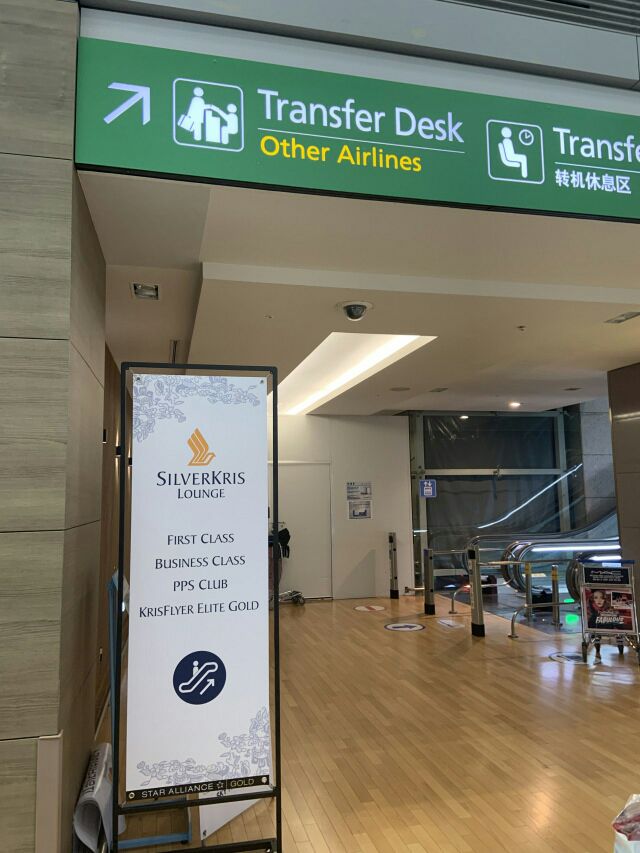 Transfer Desk
Other Airlines
Transfe
转机休息区
SILVERKRIS
LOUNGE
FIRST CLASS
BUSINESS CLASS
PPS CLUB
KRISFLYER ELITE GOLD
STAR ALLIANCE GOLD
FABULOUS